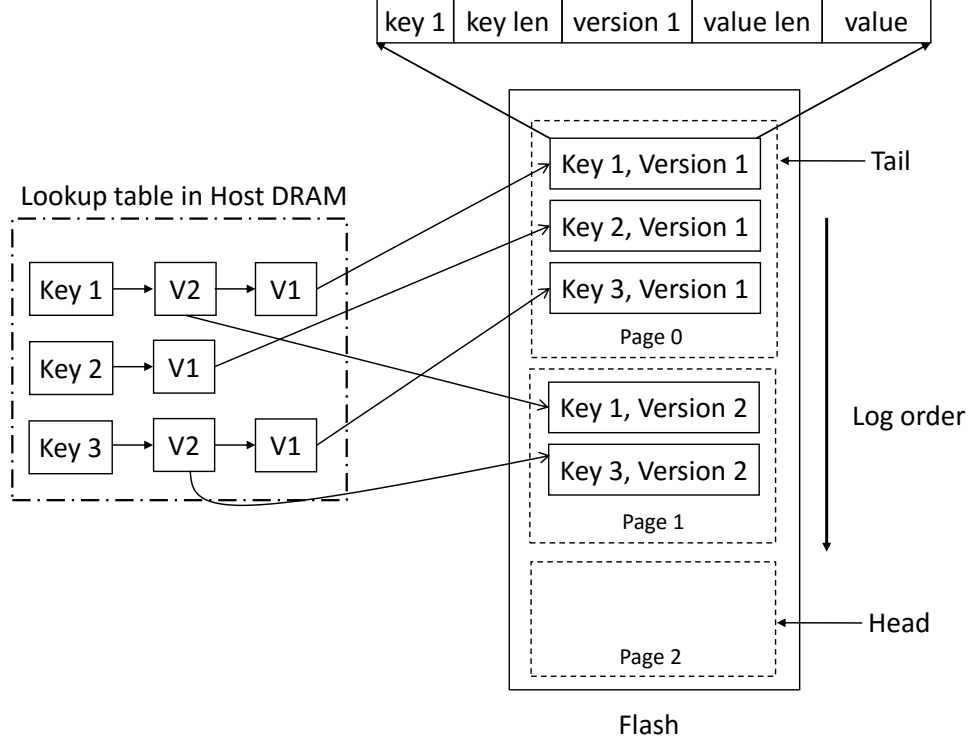 key 1 key len version 1 value len value
Key 1, Version 1
Tail
Lookup table in Host DRAM
Key 2, Version 1
Key 1 V2 V1
Key 3, Version 1
Page 0
Key 2 V1
Key 1, Version 2
Log order
Key 3 V2 V1
Key 3, Version 2
Page 1
Head
Page 2
Flash